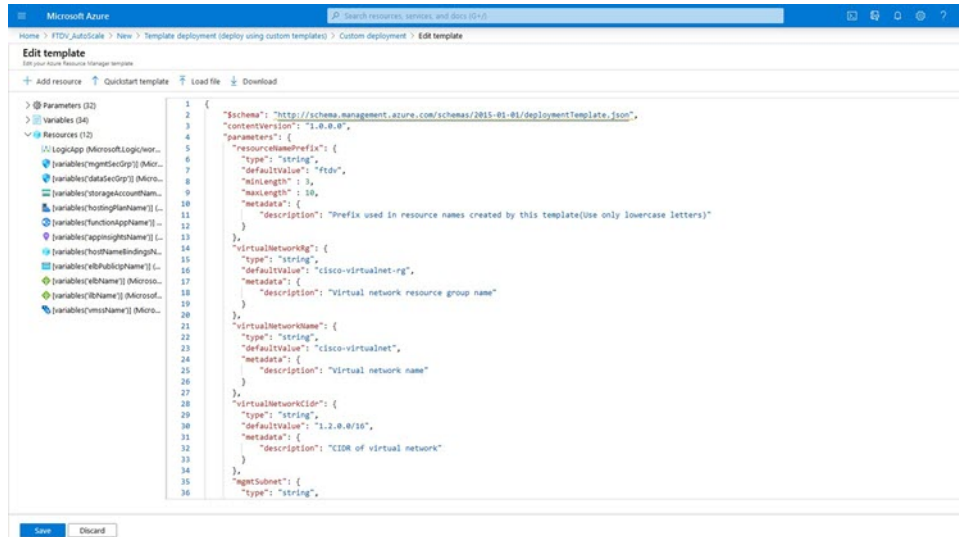 Microsoft Azure
Search resources, services, and docs (G+/)
Home > FTDV_AutoScale > New > Template deployment (deploy using custom templates) > Custom deployment > Edit template
Edit template
Edit your Azure Resource Manager template
Add resource Quickstart template Load file Download
Parameters (32)
Variables (34)
Resources (12)
LogicApp (Microsoft.Logic/wor...
[variables('mgmtSecGrp')] (Micr...
[variables('dataSecGrp')] (Micro...
[variables('storageAccountNam...
[variables('hostingPlanName')] (...
[variables('functionAppName')] ...
[variables('appInsightsName')] (...
[variables('hostNameBindingsN...
[variables('elbPublicIpName')] (...
[variables('elbName')] (Microso...
[variables('ilbName')] (Microsof...
[variables('vmssName')] (Micro...
1 {
2 "$schema": "http://schema.management.azure.com/schemas/2015-01-01/deploymentTemplate.json",
3 "contentVersion": "1.0.0.0",
4 "parameters": {
5 "resourceNamePrefix": {
6 "type": "string",
7 "defaultValue": "ftdv",
8 "minLength" : 3,
9 "maxLength" : 10,
10 "metadata": {
11 "description": "Prefix used in resource names created by this template(Use only lowercase letters)"
12 }
13 },
14 "virtualNetworkRg": {
15 "type": "string",
16 "defaultValue": "cisco-virtualnet-rg",
17 "metadata": {
18 "description": "Virtual network resource group name"
19 }
20 },
21 "virtualNetworkName": {
22 "type": "string",
23 "defaultValue": "cisco-virtualnet",
24 "metadata": {
25 "description": "Virtual network name"
26 }
27 },
28 "virtualNetworkCidr": {
29 "type": "string",
30 "defaultValue": "1.2.0.0/16",
31 "metadata": {
32 "description": "CIDR of virtual network"
33 }
34 },
35 "mgmtSubnet": {
36 "type": "string",
Save Discard